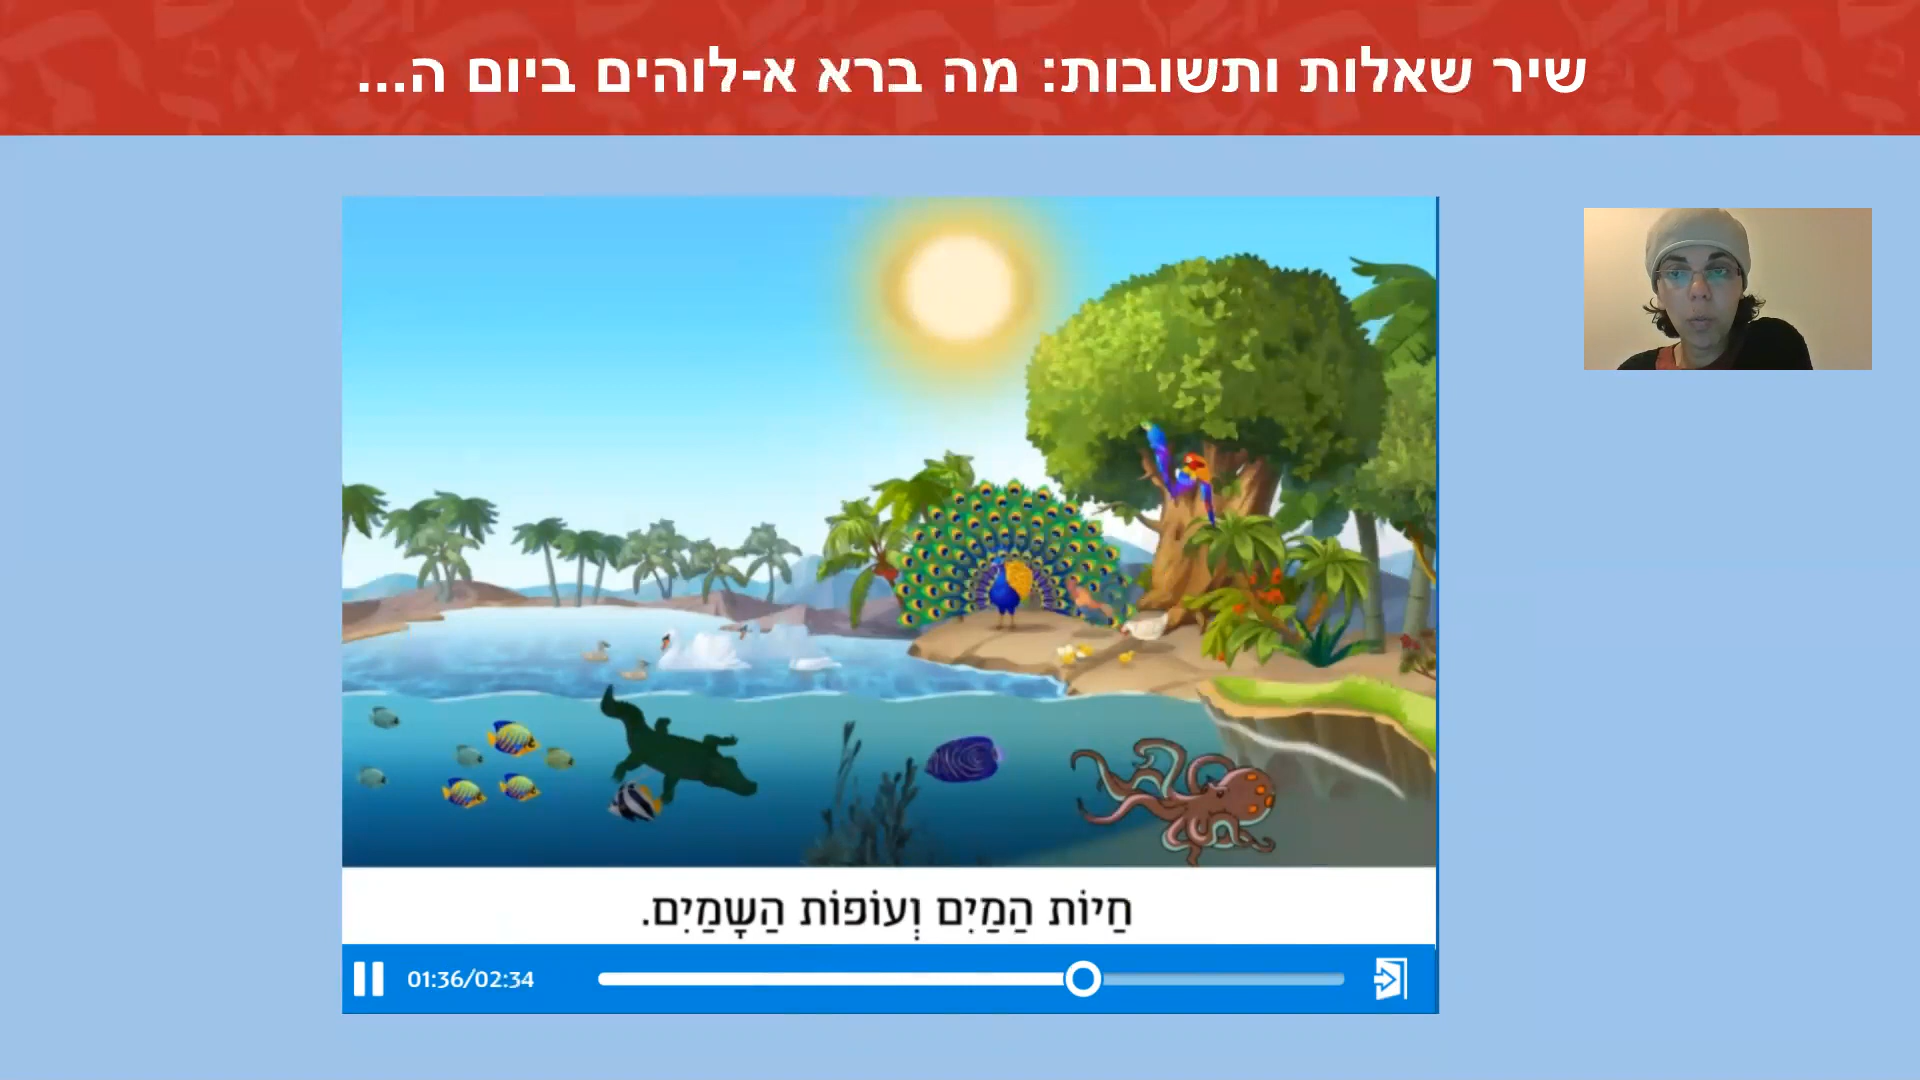 שיר שאלות ותשובות: מה ברא א-לוהים ביום ה...
חַיּוֹת הַמַּיִם וְעוֹפוֹת הַשָּׁמַיִם.
01:36/02:34